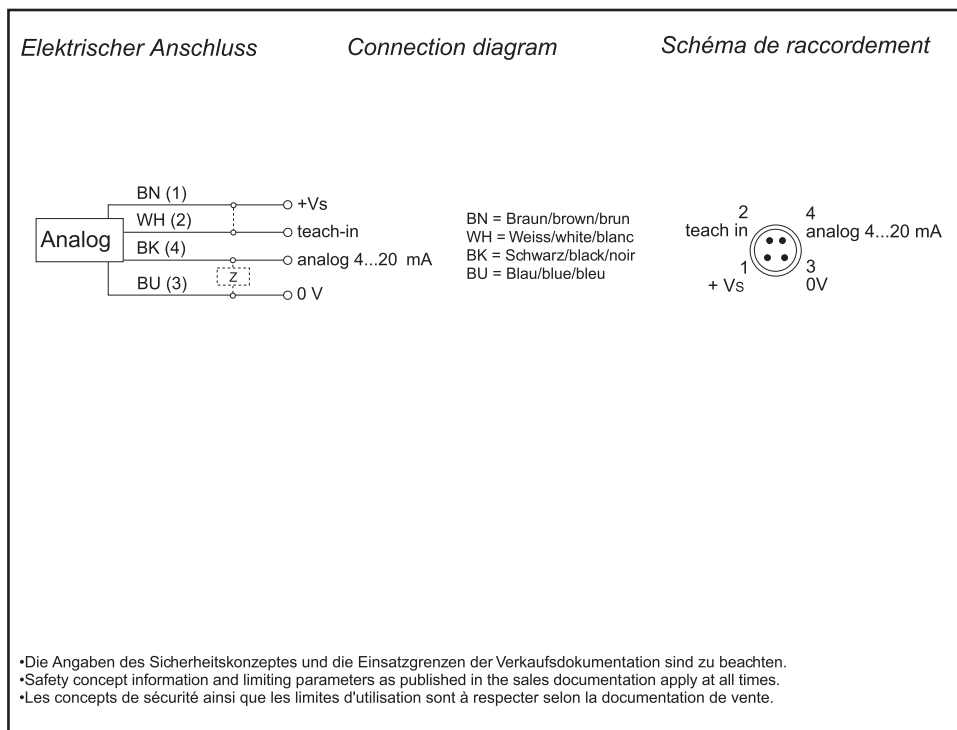 Elektrischer Anschluss
Connection diagram
Schéma de raccordement
BN (1)
+Vs
WH (2)
teach-in
Analog
BK (4)
analog 4...20 mA
Z
BU (3)
0 V
BN = Braun/brown/brun
WH = Weiss/white/blanc
BK = Schwarz/black/noir
BU = Blau/blue/bleu
2
4
teach in
analog 4...20 mA
1
3
+ Vs
0V
•Die Angaben des Sicherheitskonzeptes und die Einsatzgrenzen der Verkaufsdokumentation sind zu beachten.
•Safety concept information and limiting parameters as published in the sales documentation apply at all times.
•Les concepts de sécurité ainsi que les limites d'utilisation sont à respecter selon la documentation de vente.